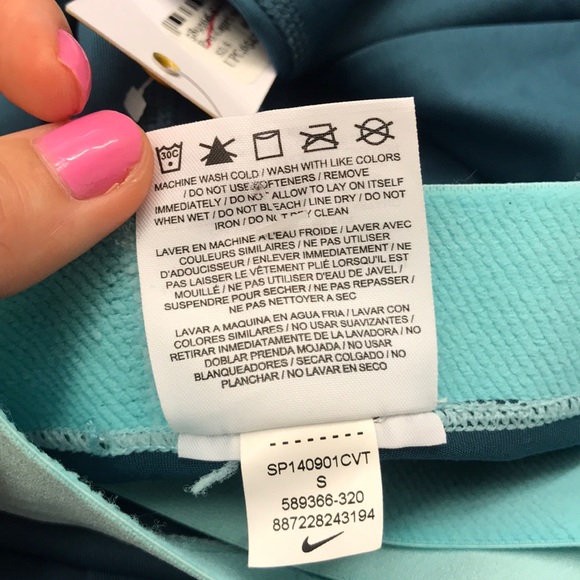 30C
MACHINE WASH COLD / WASH WITH LIKE COLORS
/ DO NOT USE SOFTENERS / REMOVE
IMMEDIATELY / DO NOT ALLOW TO LAY ON ITSELF
WHEN WET / DO NOT BLEACH / LINE DRY / DO NOT
IRON / DO NOT DRY CLEAN
LAVER EN MACHINE A L'EAU FROIDE / LAVER AVEC
COULEURS SIMILAIRES / NE PAS UTILISER
D'ADOUCISSEUR / ENLEVER IMMEDIATEMENT / NE
PAS LAISSER LE VÊTEMENT PLIÉ LORSQU'IL EST
MOUILLÉ / NE PAS UTILISER D'EAU DE JAVEL /
SUSPENDRE POUR SECHER / NE PAS REPASSER /
NE PAS NETTOYER A SEC
LAVAR A MAQUINA EN AGUA FRIA / LAVAR CON
COLORES SIMILARES / NO USAR SUAVIZANTES /
RETIRAR INMEDIATAMENTE DE LA LAVADORA / NO
DOBLAR PRENDA MOJADA / NO USAR
BLANQUEADORES / SECAR COLGADO / NO
PLANCHAR / NO LAVAR EN SECO
SP140901CVT
S
589366-320
887228243194